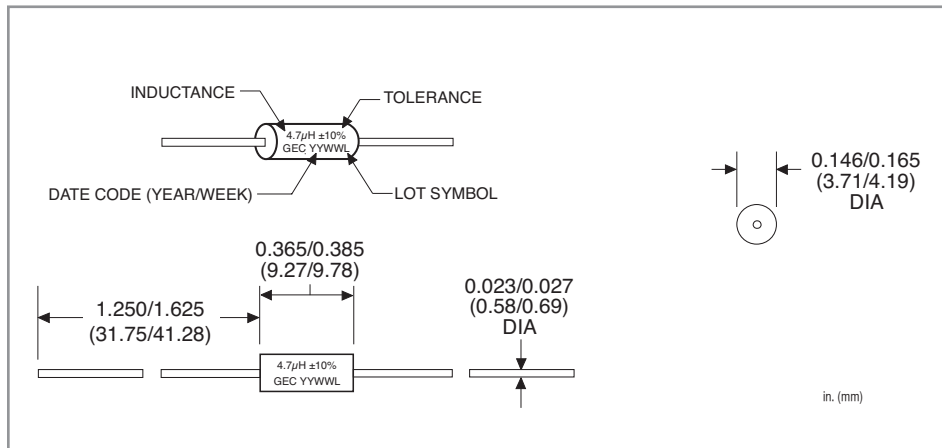 INDUCTANCE
TOLERANCE
4.7µH ±10%
GEC YYWWL
DATE CODE (YEAR/WEEK)
LOT SYMBOL
0.146/0.165
(3.71/4.19)
DIA
0.365/0.385
(9.27/9.78)
1.250/1.625
(31.75/41.28)
0.023/0.027
(0.58/0.69)
DIA
4.7µH ±10%
GEC YYWWL
in. (mm)